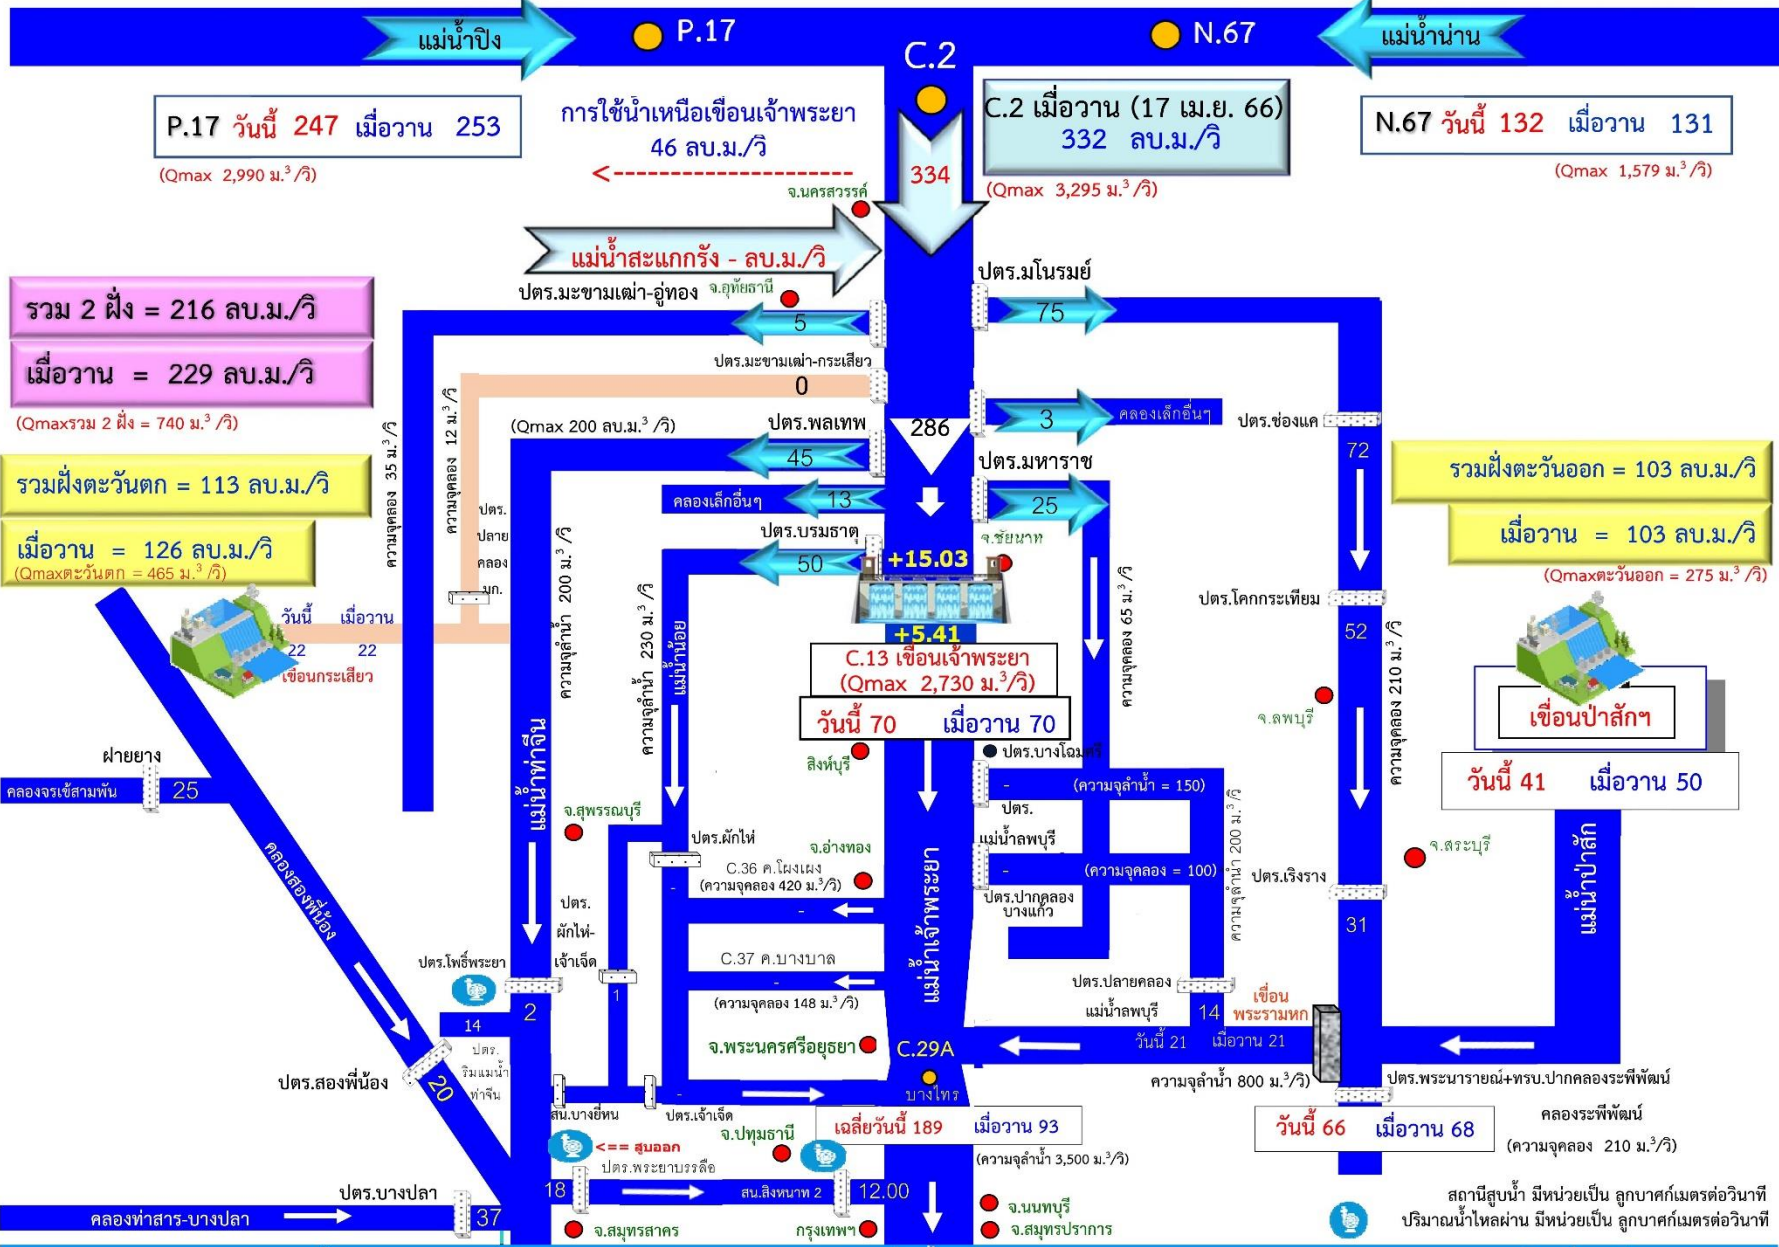 แม่น้ำปิง
P.17
C.2
N.67
แม่น้ำน่าน
P.17 วันนี้ 247 เมื่อวาน 253
(Qmax 2,990 ม.³/วิ)
การใช้น้ำเหนือเขื่อนเจ้าพระยา
46 ลบ.ม./วิ
<----------------
จ.นครสวรรค์
334
C.2 เมื่อวาน (17 เม.ย. 66)
332 ลบ.ม./วิ
(Qmax 3,295 ม.³/วิ)
N.67 วันนี้ 132 เมื่อวาน 131
(Qmax 1,579 ม.³/วิ)
แม่น้ำสะแกกรัง - ลบ.ม./วิ
รวม 2 ฝั่ง = 216 ลบ.ม./วิ
เมื่อวาน = 229 ลบ.ม./วิ
(Qmaxรวม 2 ฝั่ง = 740 ม.³/วิ)
ปตร.มะขามเฒ่า-อู่ทอง
จ.อุทัยธานี
5
ปตร.มโนรมย์
75
ปตร.มะขามเฒ่า-กระเสียว
0
(Qmax 200 ลบ.ม.³/วิ)
ปตร.พลเทพ
45
286
3
คลองเล็กอื่นๆ
ปตร.ช่องแค
72
รวมฝั่งตะวันตก = 113 ลบ.ม./วิ
เมื่อวาน = 126 ลบ.ม./วิ
(Qmaxตะวันตก = 465 ม.³/วิ)
รวมฝั่งตะวันออก = 103 ลบ.ม./วิ
เมื่อวาน = 103 ลบ.ม./วิ
(Qmaxตะวันออก = 275 ม.³/วิ)
ความจุคลอง 35 ม.³/วิ
ความจุคลอง 12 ม.³/วิ
ปตร.
ปลาย
คลอง
มก.
คลองเล็กอื่นๆ
13
ปตร.มหาราช
25
ปตร.บรมธาตุ
50
+15.03
จ.ชัยนาท
+5.41
C.13 เขื่อนเจ้าพระยา
(Qmax 2,730 ม.³/วิ)
วันนี้ 70 เมื่อวาน 70
วันนี้ เมื่อวาน
22 22
เขื่อนกระเสียว
ความจุลำน้ำ 200 ม.³/วิ
ความจุลำน้ำ 230 ม.³/วิ
แม่น้ำน้อย
ความจุคลอง 65 ม.³/วิ
ปตร.โคกกระเทียม
52
ความจุคลอง 210 ม.³/วิ
จ.ลพบุรี
เขื่อนป่าสักฯ
วันนี้ 41 เมื่อวาน 50
ฝายยาง
คลองจรเข้สามพัน
25
แม่น้ำท่าจีน
จ.สุพรรณบุรี
สิงห์บุรี
ปตร.บางโฉมศรี
-
(ความจุลำน้ำ = 150)
ปตร.
แม่น้ำลพบุรี
ความจุลำน้ำ 200 ม.³/วิ
คลองสองพี่น้อง
ปตร.ผักไห่
-
จ.อ่างทอง
C.36 ค.โผงเผง
(ความจุคลอง 420 ม.³/วิ)
-
-
(ความจุคลอง = 100)
ปตร.ปากคลอง
บางแก้ว
ปตร.เริงราง
31
จ.สระบุรี
แม่น้ำป่าสัก
แม่น้ำเจ้าพระยา
ปตร.
ผักไห่-
เจ้าเจ็ด
1
ปตร.โพธิ์พระยา
2
14
ปตร.
ริมแม่น้ำ
ท่าจีน
C.37 ค.บางบาล
-
(ความจุคลอง 148 ม.³/วิ)
ปตร.ปลายคลอง
แม่น้ำลพบุรี
14
เขื่อน
พระรามหก
วันนี้ 21 เมื่อวาน 21
ความจุลำน้ำ 800 ม.³/วิ)
จ.พระนครศรีอยุธยา
C.29A
บางไทร
ปตร.สองพี่น้อง
20
สน.บางยี่หน
-
ปตร.เจ้าเจ็ด
เฉลี่ยวันนี้ 189 เมื่อวาน 93
(ความจุลำน้ำ 3,500 ม.³/วิ)
ปตร.พระนารายณ์+ทรบ.ปากคลองระพีพัฒน์
วันนี้ 66 เมื่อวาน 68
คลองระพีพัฒน์
(ความจุคลอง 210 ม.³/วิ)
จ.ปทุมธานี
<== สูบออก
ปตร.พระยาบรรลือ
18
สน.สิงหนาท 2
12.00
ปตร.บางปลา
คลองท่าสาร-บางปลา
37
จ.สมุทรสาคร
กรุงเทพฯ
จ.นนทบุรี
จ.สมุทรปราการ
สถานีสูบน้ำ มีหน่วยเป็น ลูกบาศก์เมตรต่อวินาที
ปริมาณน้ำไหลผ่าน มีหน่วยเป็น ลูกบาศก์เมตรต่อวินาที